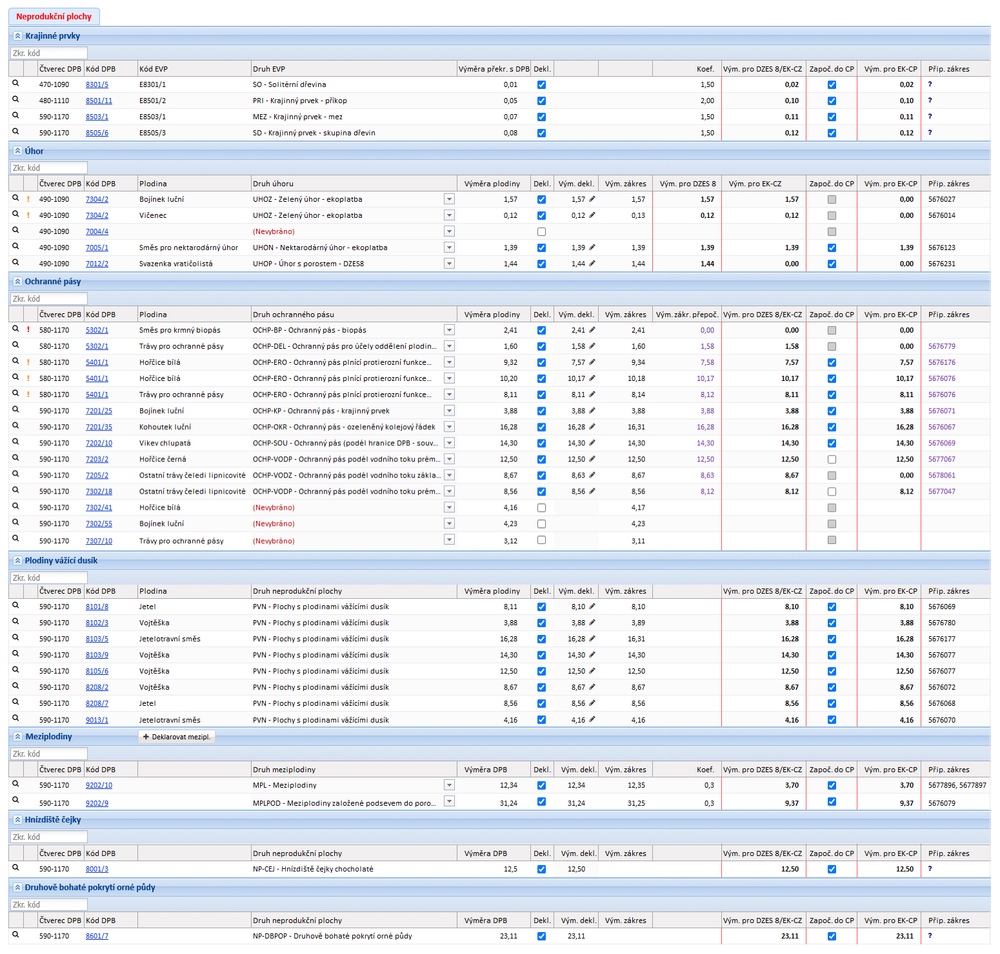 Neprodukční plochy
Krajinné prvky
Zkr. kód
Čtverec DPB Kód DPB Kód EVP Druh EVP Výměra překr. s DPB Dekl. Koef. Vým. pro DZES 8/EK-CZ Započ. do CP Vým. pro EK-CP Přip. zákres
470-1090 8301/5 E8301/1 SO - Solitérní dřevina 0,01 1,50 0,02 0,02 ?
480-1110 8501/11 E8501/2 PRI - Krajinný prvek - příkop 0,05 2,00 0,10 0,10 ?
590-1170 8503/1 E8503/1 MEZ - Krajinný prvek - mez 0,07 1,50 0,11 0,11 ?
590-1170 8505/6 E8505/3 SD - Krajinný prvek - skupina dřevin 0,08 1,50 0,12 0,12 ?
Úhor
Zkr. kód
Čtverec DPB Kód DPB Plodina Druh úhoru Výměra plodiny Dekl. Vým. dekl. Vým. zákres Vým. pro DZES 8 Vým. pro EK-CZ Započ. do CP Vým. pro EK-CP Přip. zákres
! 490-1090 7304/2 Bojínek luční UHOZ - Zelený úhor - ekoplatba 1,57 1,57 1,57 1,57 1,57 0,00 5676027
! 490-1090 7304/2 Vičenec UHOZ - Zelený úhor - ekoplatba 0,12 0,12 0,13 0,12 0,12 0,00 5676014
490-1090 7004/4 (Nevybráno)
490-1090 7005/1 Směs pro nektarodárný úhor UHON - Nektarodárný úhor - ekoplatba 1,39 1,39 1,39 1,39 1,39 1,39 5676123
490-1090 7012/2 Svazenka vratičolistá UHOP - Úhor s porostem - DZES8 1,44 1,44 1,44 1,44 0,00 0,00 5676231
Ochranné pásy
Zkr. kód
Čtverec DPB Kód DPB Plodina Druh ochranného pásu Výměra plodiny Dekl. Vým. dekl. Vým. zákres Vým. zákr. přepoč. Vým. pro DZES 8/EK-CZ Započ. do CP Vým. pro EK-CP Přip. zákres
! 580-1170 5302/1 Směs pro krmný biopás OCHP-BP - Ochranný pás - biopás 2,41 2,41 2,41 0,00 0,00 0,00
580-1170 5302/1 Trávy pro ochranné pásy OCHP-DEL - Ochranný pás pro účely oddělení plodin... 1,60 1,58 1,60 1,58 1,58 0,00 5676779
! 580-1170 5401/1 Hořčice bílá OCHP-ERO - Ochranný pás plnící protierozní funkce... 9,32 7,57 9,34 7,58 7,57 7,57 5676176
! 580-1170 5401/1 Hořčice bílá OCHP-ERO - Ochranný pás plnící protierozní funkce... 10,20 10,17 10,18 10,17 10,17 10,17 5676076
! 580-1170 5401/1 Trávy pro ochranné pásy OCHP-ERO - Ochranný pás plnící protierozní funkce... 8,11 8,11 8,14 8,12 8,11 8,11 5676076
590-1170 7201/25 Bojínek luční OCHP-KP - Ochranný pás - krajinný prvek 3,88 3,88 3,88 3,88 3,88 3,88 5676071
590-1170 7201/35 Kohoutek luční OCHP-OKR - Ochranný pás - ozeleněný kolejový řádek 16,28 16,28 16,31 16,28 16,28 16,28 5676067
590-1170 7202/10 Vikev chlupatá OCHP-SOU - Ochranný pás (podél hranice DPB - souv... 14,30 14,30 14,30 14,30 14,30 14,30 5676069
590-1170 7203/2 Hořčice černá OCHP-VODP - Ochranný pás podél vodního toku prém... 12,50 12,50 12,50 12,50 12,50 12,50 5677067
590-1170 7205/2 Ostatní trávy čeledi lipnicovité OCHP-VODZ - Ochranný pás podél vodního toku zákla... 8,67 8,63 8,67 8,63 8,67 0,00 5678061
590-1170 7302/18 Ostatní trávy čeledi lipnicovité OCHP-VODP - Ochranný pás podél vodního toku prém... 8,56 8,56 8,56 8,12 8,12 8,12 5677047
590-1170 7302/41 Hořčice bílá (Nevybráno) 4,16 4,17
590-1170 7302/55 Bojínek luční (Nevybráno) 4,23 4,23
590-1170 7307/10 Trávy pro ochranné pásy (Nevybráno) 3,12 3,11
Plodiny vážící dusík
Zkr. kód
Čtverec DPB Kód DPB Plodina Druh neprodukční plochy Výměra plodiny Dekl. Vým. dekl. Vým. zákres Vým. pro DZES 8/EK-CZ Započ. do CP Vým. pro EK-CP Přip. zákres
590-1170 8101/8 Jetel PVN - Plochy s plodinami vážícími dusík 8,11 8,10 8,10 8,10 8,10 5676069
590-1170 8102/3 Vojtěška PVN - Plochy s plodinami vážícími dusík 3,88 3,88 3,89 3,88 3,88 5676780
590-1170 8103/5 Jetelotravní směs PVN - Plochy s plodinami vážícími dusík 16,28 16,28 16,31 16,28 16,28 5676177
590-1170 8103/9 Vojtěška PVN - Plochy s plodinami vážícími dusík 14,30 14,30 14,30 14,30 14,30 5676077
590-1170 8105/6 Vojtěška PVN - Plochy s plodinami vážícími dusík 12,50 12,50 12,50 12,50 12,50 5676077
590-1170 8208/2 Vojtěška PVN - Plochy s plodinami vážícími dusík 8,67 8,67 8,67 8,67 8,67 5676072
590-1170 8208/7 Jetel PVN - Plochy s plodinami vážícími dusík 8,56 8,56 8,56 8,56 8,56 5676068
590-1170 9013/1 Jetelotravní směs PVN - Plochy s plodinami vážícími dusík 4,16 4,16 4,16 4,16 4,16 5676070
Meziplodiny + Deklarovat mezipl.
Zkr. kód
Čtverec DPB Kód DPB Druh meziplodiny Výměra DPB Dekl. Vým. dekl. Vým. zákres Koef. Vým. pro DZES 8/EK-CZ Započ. do CP Vým. pro EK-CP Přip. zákres
590-1170 9202/10 MPL - Meziplodiny 12,34 12,34 12,35 0,3 3,70 3,70 5677896, 5677897
590-1170 9202/9 MPLPOD - Meziplodiny založené podsevem do poro... 31,24 31,24 31,25 0,3 9,37 9,37 5676079
Hnízdiště čejky
Zkr. kód
Čtverec DPB Kód DPB Druh neprodukční plochy Výměra DPB Dekl. Vým. dekl. Vým. zákres Vým. pro DZES 8/EK-CZ Započ. do CP Vým. pro EK-CP Přip. zákres
590-1170 8001/3 NP-CEJ - Hnízdiště čejky chocholaté 12,5 12,50 12,50 12,50 ?
Druhově bohaté pokrytí orné půdy
Zkr. kód
Čtverec DPB Kód DPB Druh neprodukční plochy Výměra DPB Dekl. Vým. dekl. Vým. zákres Vým. pro DZES 8/EK-CZ Započ. do CP Vým. pro EK-CP Přip. zákres
590-1170 8601/7 NP-DBPOP - Druhově bohaté pokrytí orné půdy 23,11 23,11 23,11 23,11 ?